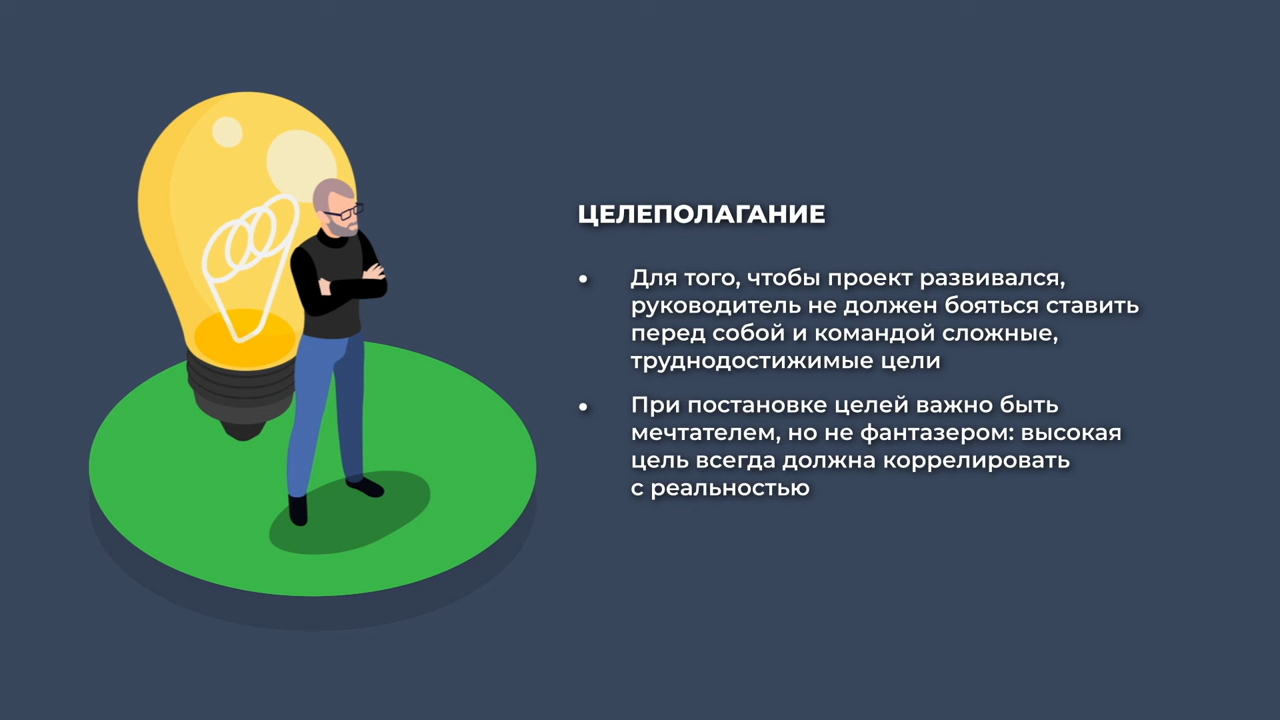 ЦЕЛЕПОЛАГАНИЕ
• Для того, чтобы проект развивался,
руководитель не должен бояться ставить
перед собой и командой сложные,
труднодостижимые цели
• При постановке целей важно быть
мечтателем, но не фантазером: высокая
цель всегда должна коррелировать
с реальностью